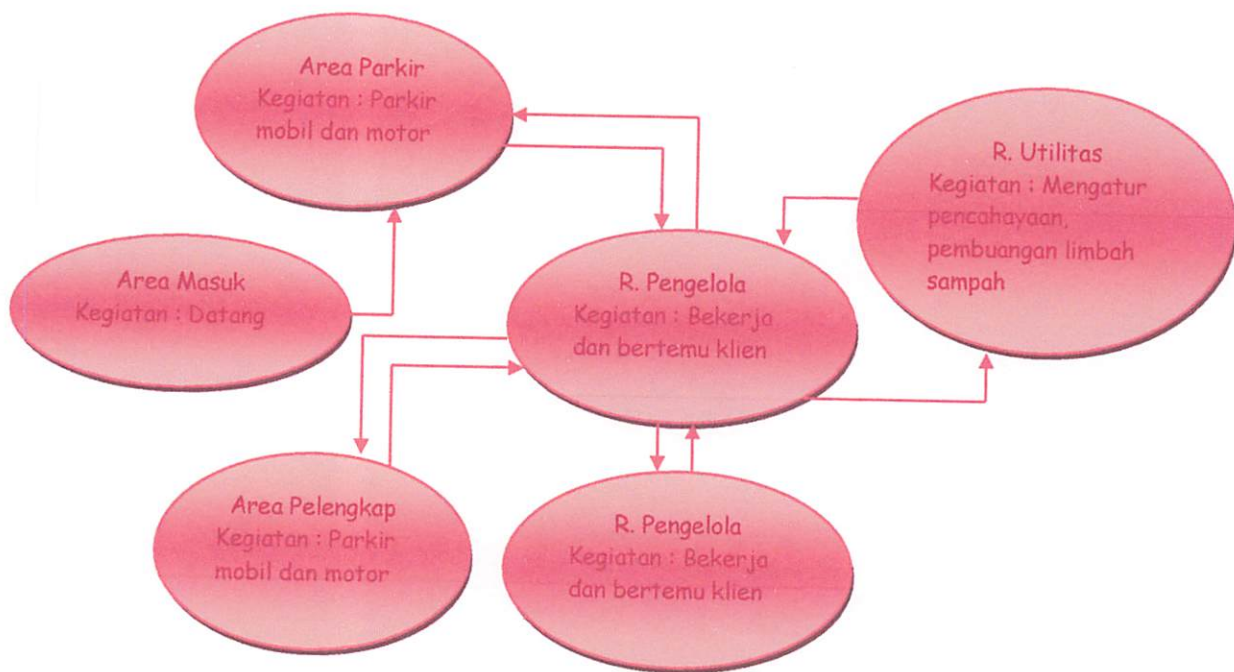 Area Parkir
Kegiatan : Parkir
mobil dan motor
R. Utilitas
Kegiatan : Mengatur
pencahayaan,
pembuangan limbah
sampah
Area Masuk
Kegiatan : Datang
R. Pengelola
Kegiatan : Bekerja
dan bertemu klien
Area Pelengkap
Kegiatan : Parkir
mobil dan motor
R. Pengelola
Kegiatan : Bekerja
dan bertemu klien